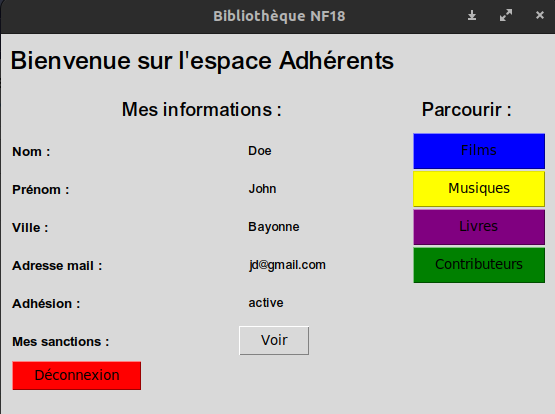 Bibliothèque NF18
Bienvenue sur l'espace Adhérents
Mes informations :
Parcourir :
Nom :
Doe
Films
Prénom :
John
Musiques
Ville :
Bayonne
Livres
Adresse mail :
jd@gmail.com
Contributeurs
Adhésion :
active
Mes sanctions :
Voir
Déconnexion